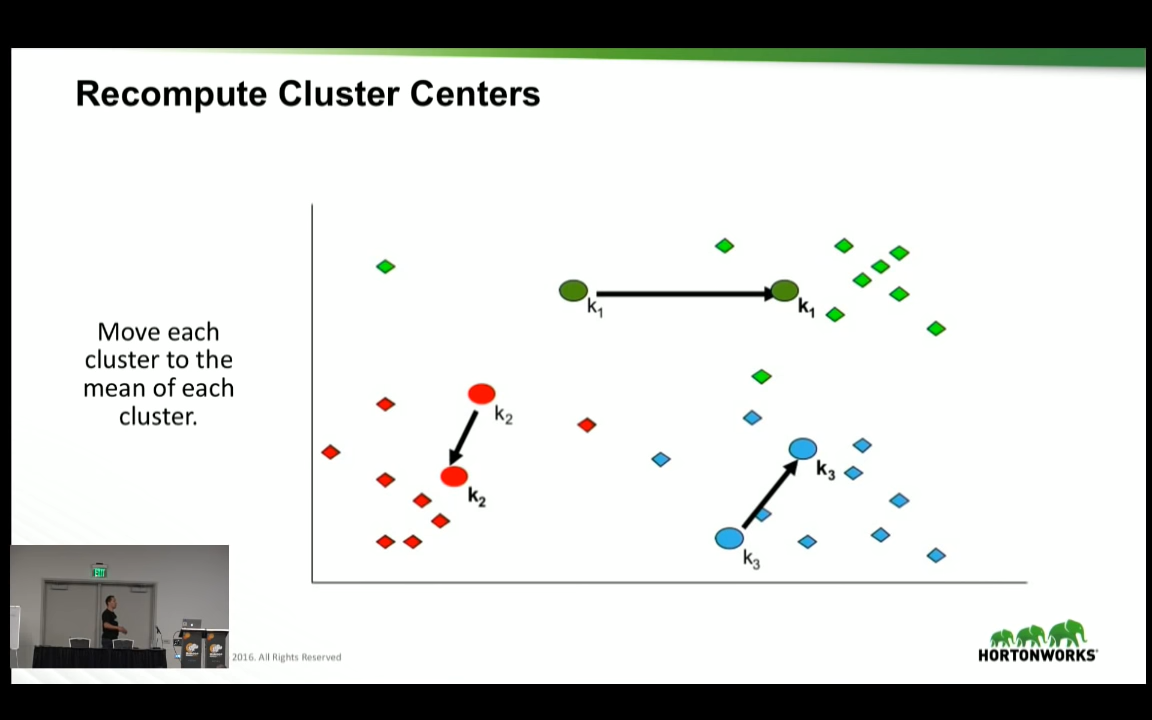 Recompute Cluster Centers
Move each
cluster to the
mean of each
cluster.
k1
k1
k2
k2
k3
k3
EXIT
2016. All Rights Reserved
HORTONWORKS